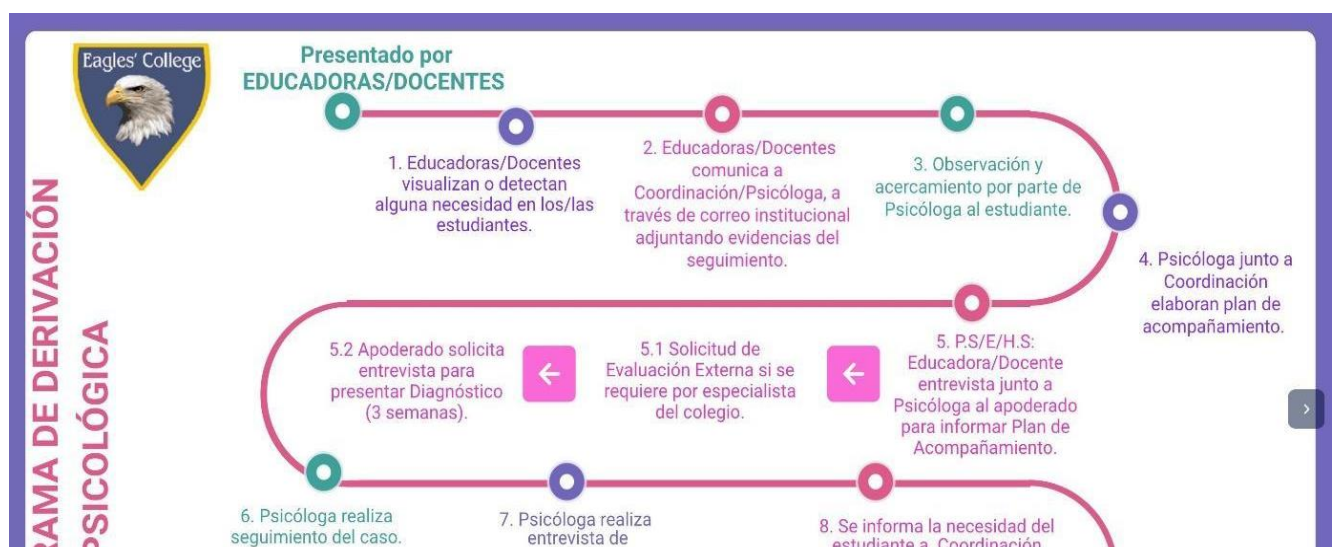 Eagles' College
Presentado por
EDUCADORAS/DOCENTES
RAMA DE DERIVACIÓN
PSICOLÓGICA
1. Educadoras/Docentes
visualizan o detectan
alguna necesidad en los/las
estudiantes.
2. Educadoras/Docentes
comunica a
Coordinación/Psicóloga, a
través de correo institucional
adjuntando evidencias del
seguimiento.
3. Observación y
acercamiento por parte de
Psicóloga al estudiante.
4. Psicóloga junto a
Coordinación
elaboran plan de
acompañamiento.
5. P.S/E/H.S:
Educadora/Docente
entrevista junto a
Psicóloga al apoderado
para informar Plan de
Acompañamiento.
5.1 Solicitud de
Evaluación Externa si se
requiere por especialista
del colegio.
5.2 Apoderado solicita
entrevista para
presentar Diagnóstico
(3 semanas).
6. Psicóloga realiza
seguimiento del caso.
7. Psicóloga realiza
entrevista de
8. Se informa la necesidad del
estudiante a Coordinación